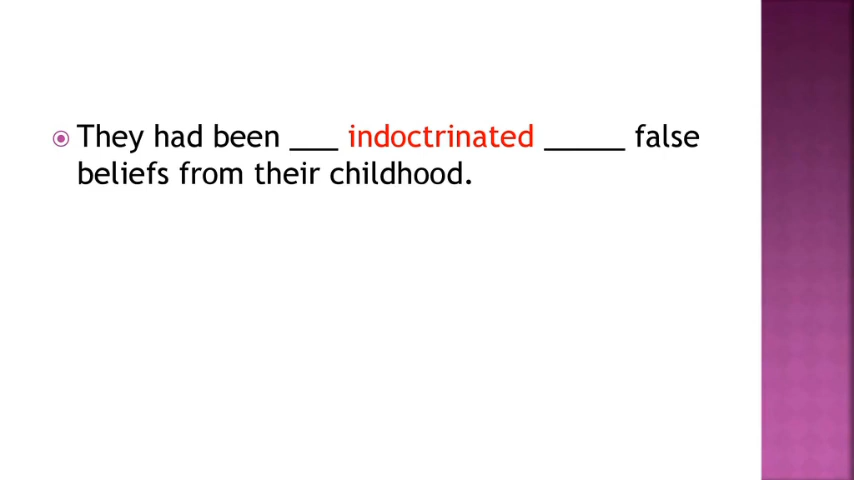 They had been ___ indoctrinated _____ false
beliefs from their childhood.